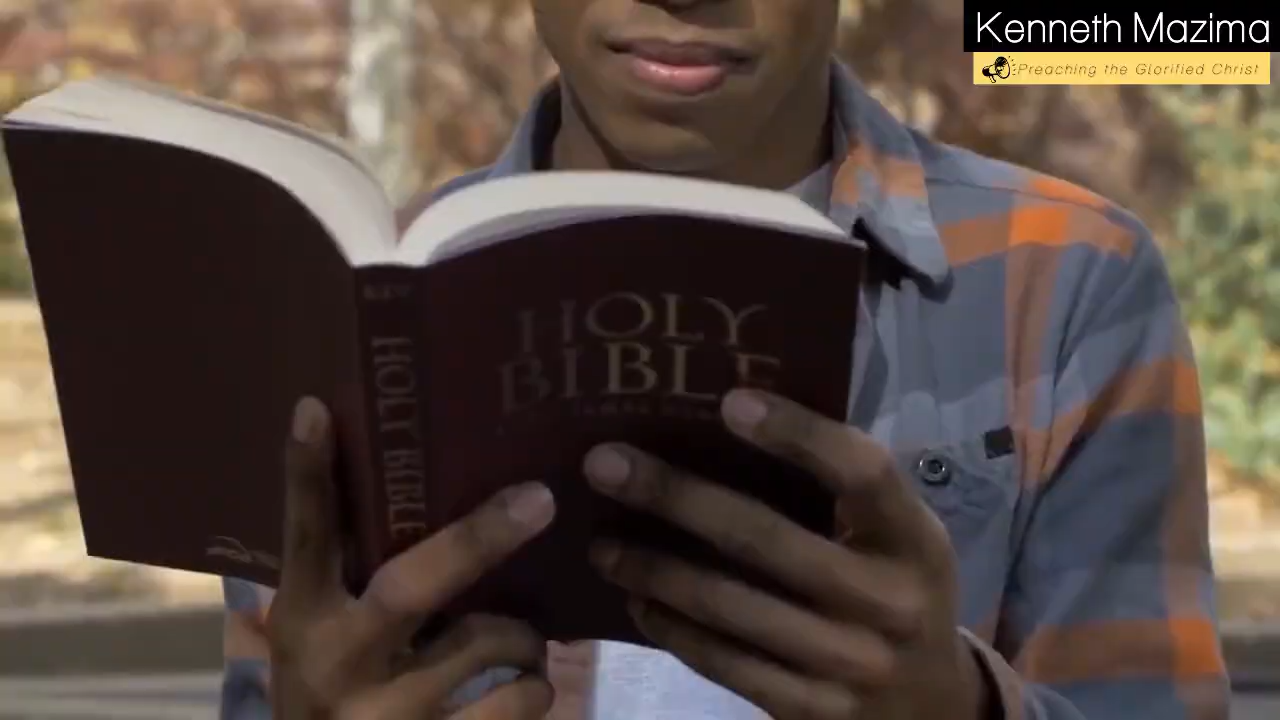 Kenneth Mazima
Preaching the Glorified Christ
HOLY
BIBLE
KJV
HOLY BIBLE